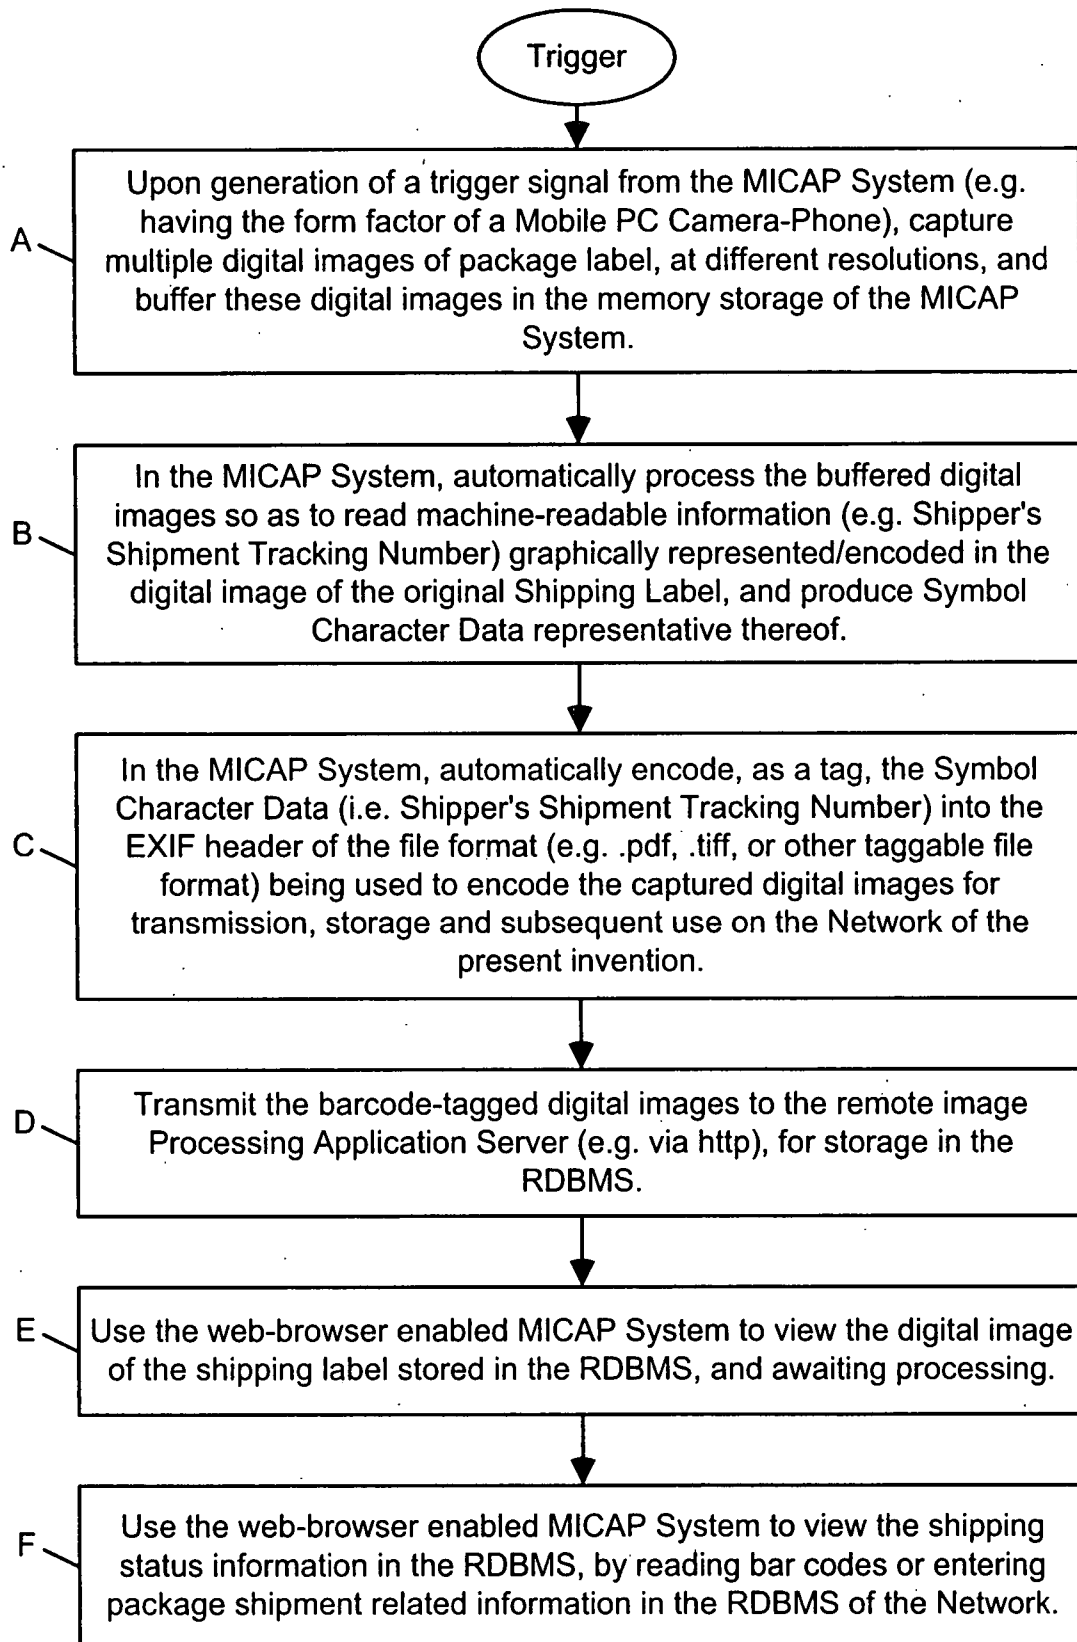 Trigger
A
Upon generation of a trigger signal from the MICAP System (e.g.
having the form factor of a Mobile PC Camera-Phone), capture
multiple digital images of package label, at different resolutions, and
buffer these digital images in the memory storage of the MICAP
System.
B
In the MICAP System, automatically process the buffered digital
images so as to read machine-readable information (e.g. Shipper's
Shipment Tracking Number) graphically represented/encoded in the
digital image of the original Shipping Label, and produce Symbol
Character Data representative thereof.
C
In the MICAP System, automatically encode, as a tag, the Symbol
Character Data (i.e. Shipper's Shipment Tracking Number) into the
EXIF header of the file format (e.g. .pdf, .tiff, or other taggable file
format) being used to encode the captured digital images for
transmission, storage and subsequent use on the Network of the
present invention.
D
Transmit the barcode-tagged digital images to the remote image
Processing Application Server (e.g. via http), for storage in the
RDBMS.
E
Use the web-browser enabled MICAP System to view the digital image
of the shipping label stored in the RDBMS, and awaiting processing.
F
Use the web-browser enabled MICAP System to view the shipping
status information in the RDBMS, by reading bar codes or entering
package shipment related information in the RDBMS of the Network.